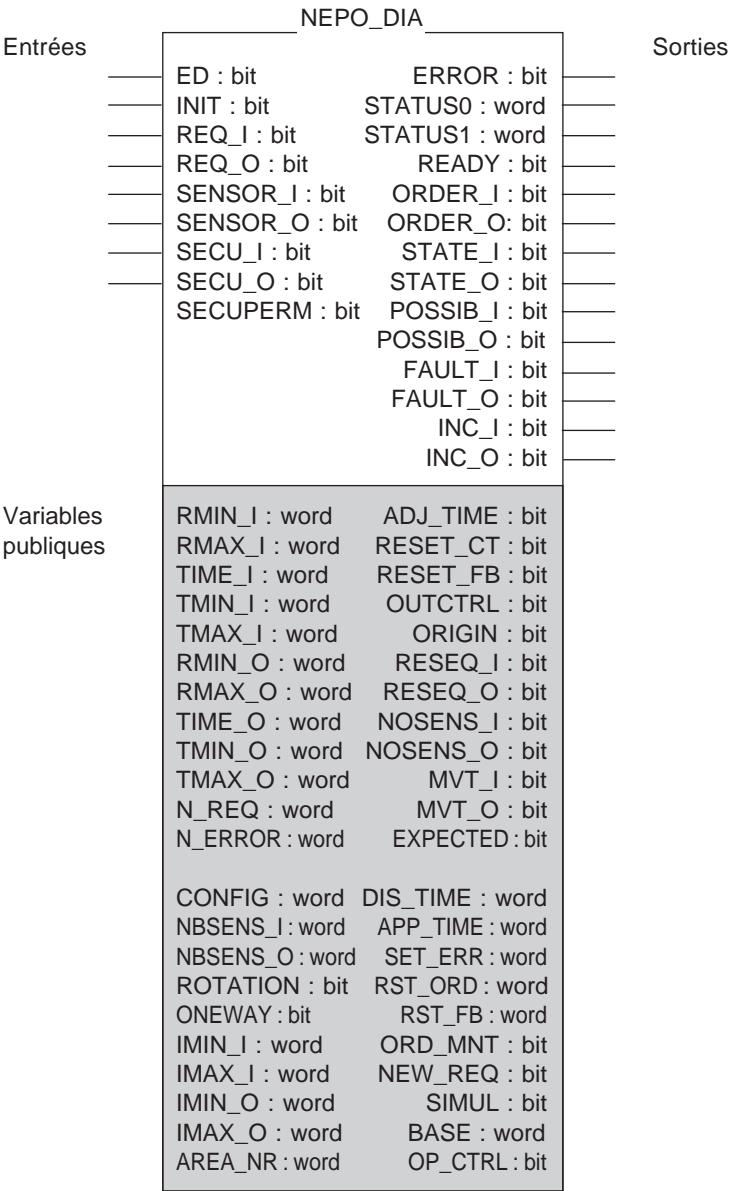 NEPO_DIA
Entrées Sorties
ED : bit ERROR : bit
INIT : bit STATUS0 : word
REQ_I : bit STATUS1 : word
REQ_O : bit READY : bit
SENSOR_I : bit ORDER_I : bit
SENSOR_O : bit ORDER_O: bit
SECU_I : bit STATE_I : bit
SECU_O : bit STATE_O : bit
SECUPERM : bit POSSIB_I : bit
POSSIB_O : bit
FAULT_I : bit
FAULT_O : bit
INC_I : bit
INC_O : bit
Variables RMIN_I : word ADJ_TIME : bit
publiques RMAX_I : word RESET_CT : bit
TIME_I : word RESET_FB : bit
TMIN_I : word OUTCTRL : bit
TMAX_I : word ORIGIN : bit
RMIN_O : word RESEQ_I : bit
RMAX_O : word RESEQ_O : bit
TIME_O : word NOSENS_I : bit
TMIN_O : word NOSENS_O : bit
TMAX_O : word MVT_I : bit
N_REQ : word MVT_O : bit
N_ERROR : word EXPECTED : bit
CONFIG : word DIS_TIME : word
NBSENS_I : word APP_TIME : word
NBSENS_O : word SET_ERR : word
ROTATION : bit RST_ORD : word
ONEWAY : bit RST_FB : word
IMIN_I : word ORD_MNT : bit
IMAX_I : word NEW_REQ : bit
IMIN_O : word SIMUL : bit
IMAX_O : word BASE : word
AREA_NR : word OP_CTRL : bit